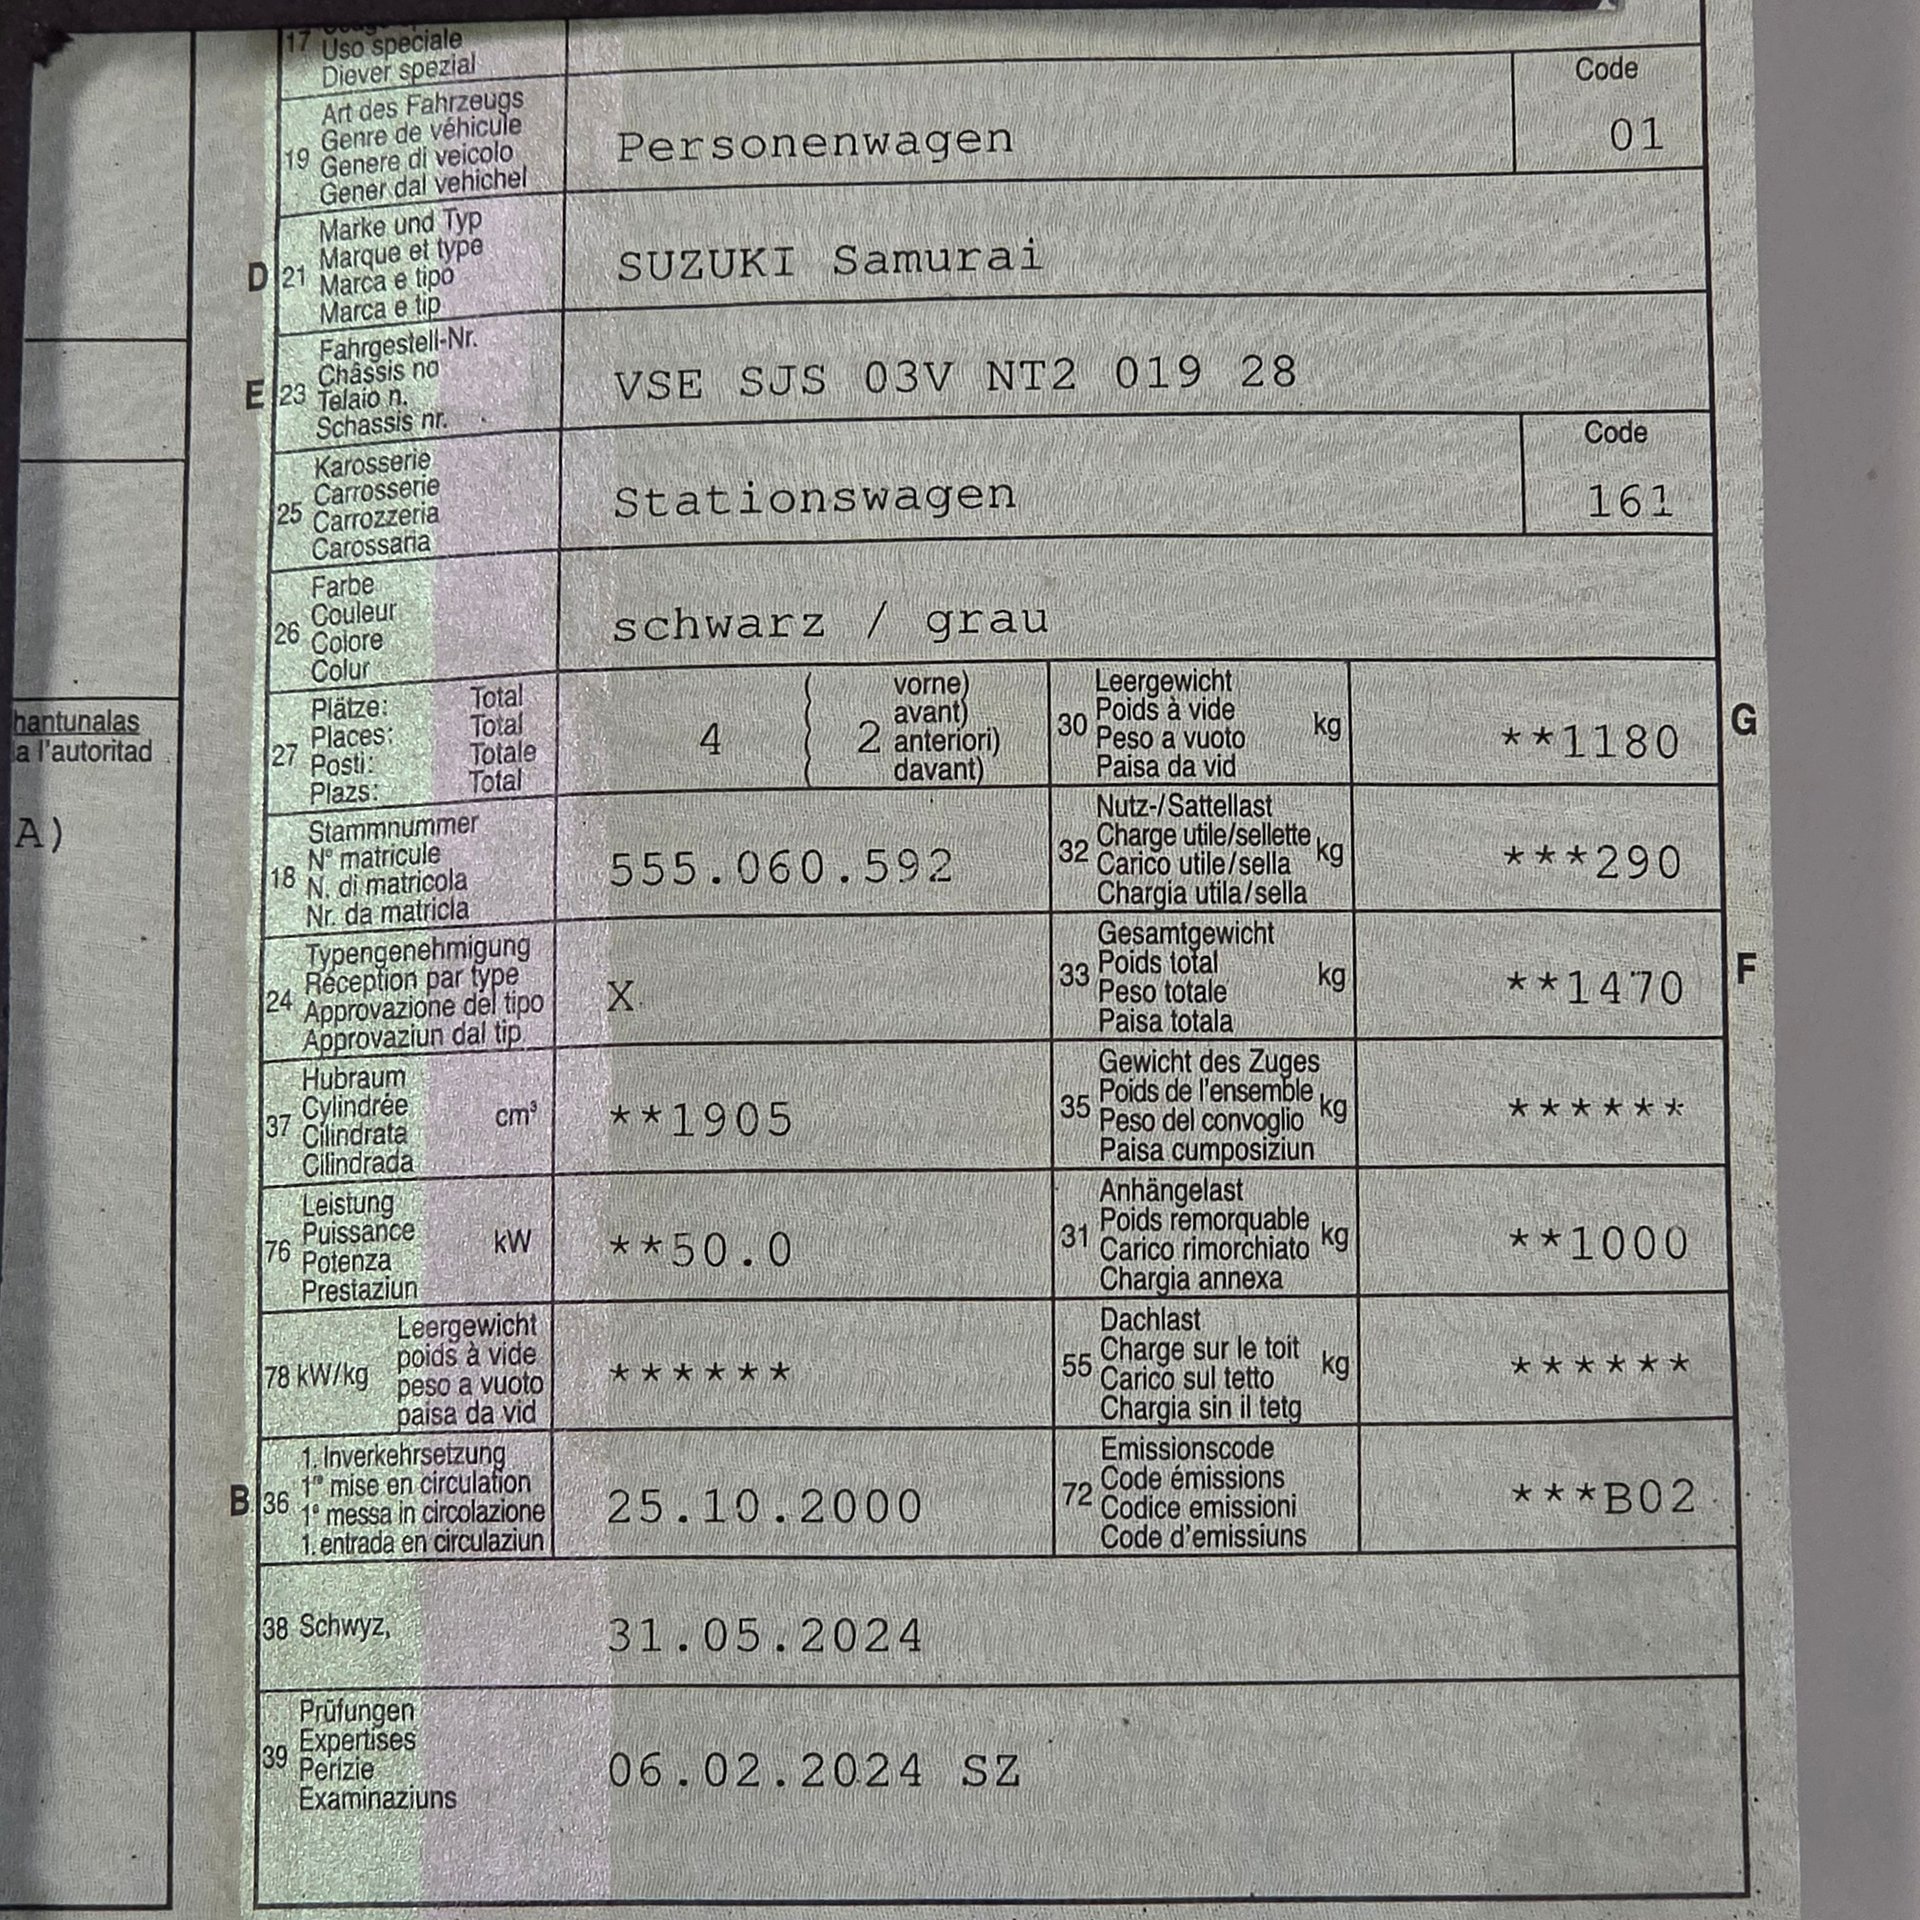 17 Uso speciale
Diever spezial
Art des Fahrzeugs
Genre de véhicule
19 Genere di veicolo
Gener dal vehichel
Personenwagen
Code
01
Marke und Typ
Marque et type
D 21 Marca e tipo
Marca e tip
SUZUKI Samurai
Fahrgestell-Nr.
Châssis no
E 23 Telaio n.
Schassis nr.
VSE SJS 03V NT2 019 28
Karosserie
Carrosserie
25 Carrozzeria
Carossaria
Stationswagen
Code
161
Farbe
Couleur
26 Colore
Colur
schwarz / grau
Plätze: Total
Places: Total
27 Posti: Totale
Plazs: Total
4
2
vorne)
avant)
anteriori)
davant)
Leergewicht
30 Poids à vide kg
Peso a vuoto
Paisa da vid
**1180
G
Stammnummer
N° matricule
18 N. di matricola
Nr. da matricla
555.060.592
Nutz-/Sattellast
32 Charge utile/sellette kg
Carico utile/sella
Chargia utila/sella
***290
Typengenehmigung
Réception par type
24 Approvazione del tipo
Approvaziun dal tip
X
Gesamtgewicht
33 Poids total kg
Peso totale
Paisa totala
**1470
F
Hubraum
Cylindrée cm³
37 Cilindrata
Cilindrada
**1905
Gewicht des Zuges
35 Poids de l'ensemble kg
Peso del convoglio
Paisa cumposiziun
******
Leistung
Puissance kW
76 Potenza
Prestaziun
**50.0
Anhängelast
31 Poids remorquable kg
Carico rimorchiato
Chargia annexa
**1000
Leergewicht
poids à vide
78 kW/kg peso a vuoto
paisa da vid
******
Dachlast
55 Charge sur le toit kg
Carico sul tetto
Chargia sin il tetg
******
1. Inverkehrsetzung
1re mise en circulation
B 36 1a messa in circolazione
1. entrada en circulaziun
25.10.2000
Emissionscode
72 Code émissions
Codice emissioni
Code d'emissiuns
***B02
38 Schwyz,
31.05.2024
Prüfungen
Expertises
39 Perizie
Examinaziuns
06.02.2024 SZ
hantunalas
a l'autoritad
A)